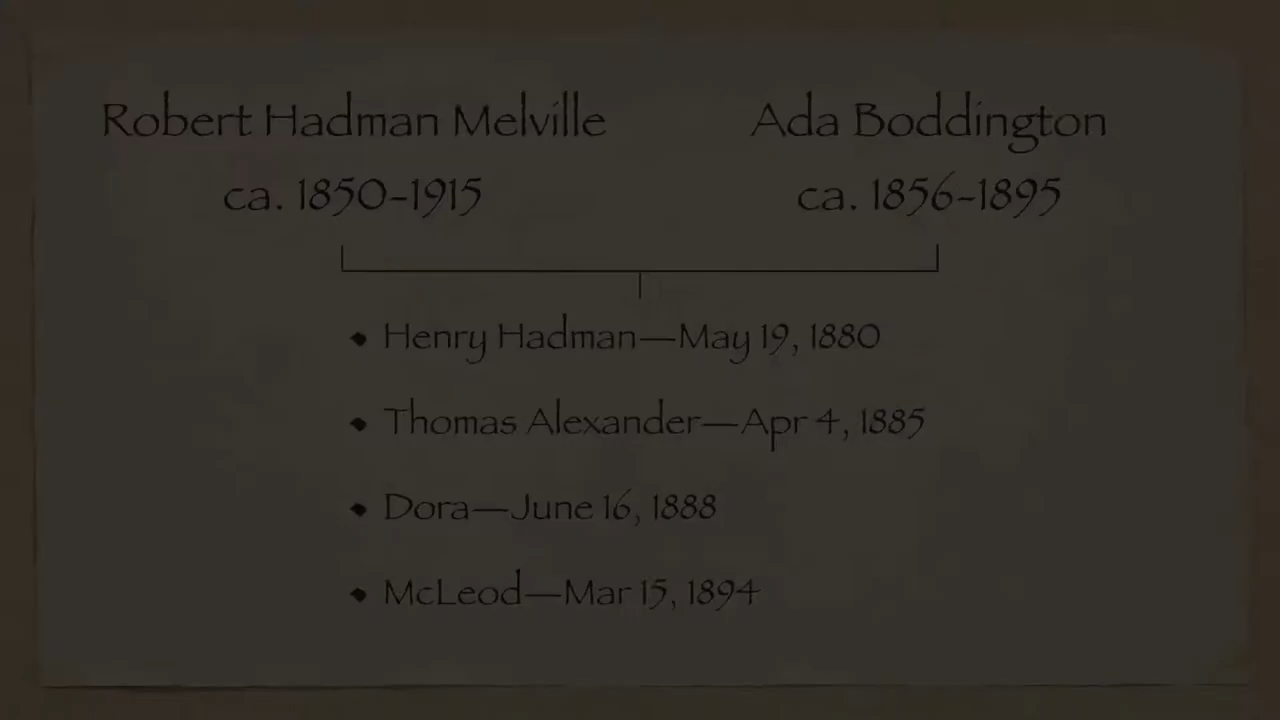 Robert Hadman Melville
Ada Boddington
ca. 1850-1915
ca. 1856-1895
• Henry Hadman—May 19, 1880
• Thomas Alexander—Apr 4, 1885
• Dora—June 16, 1888
• McLeod—Mar 15, 1894